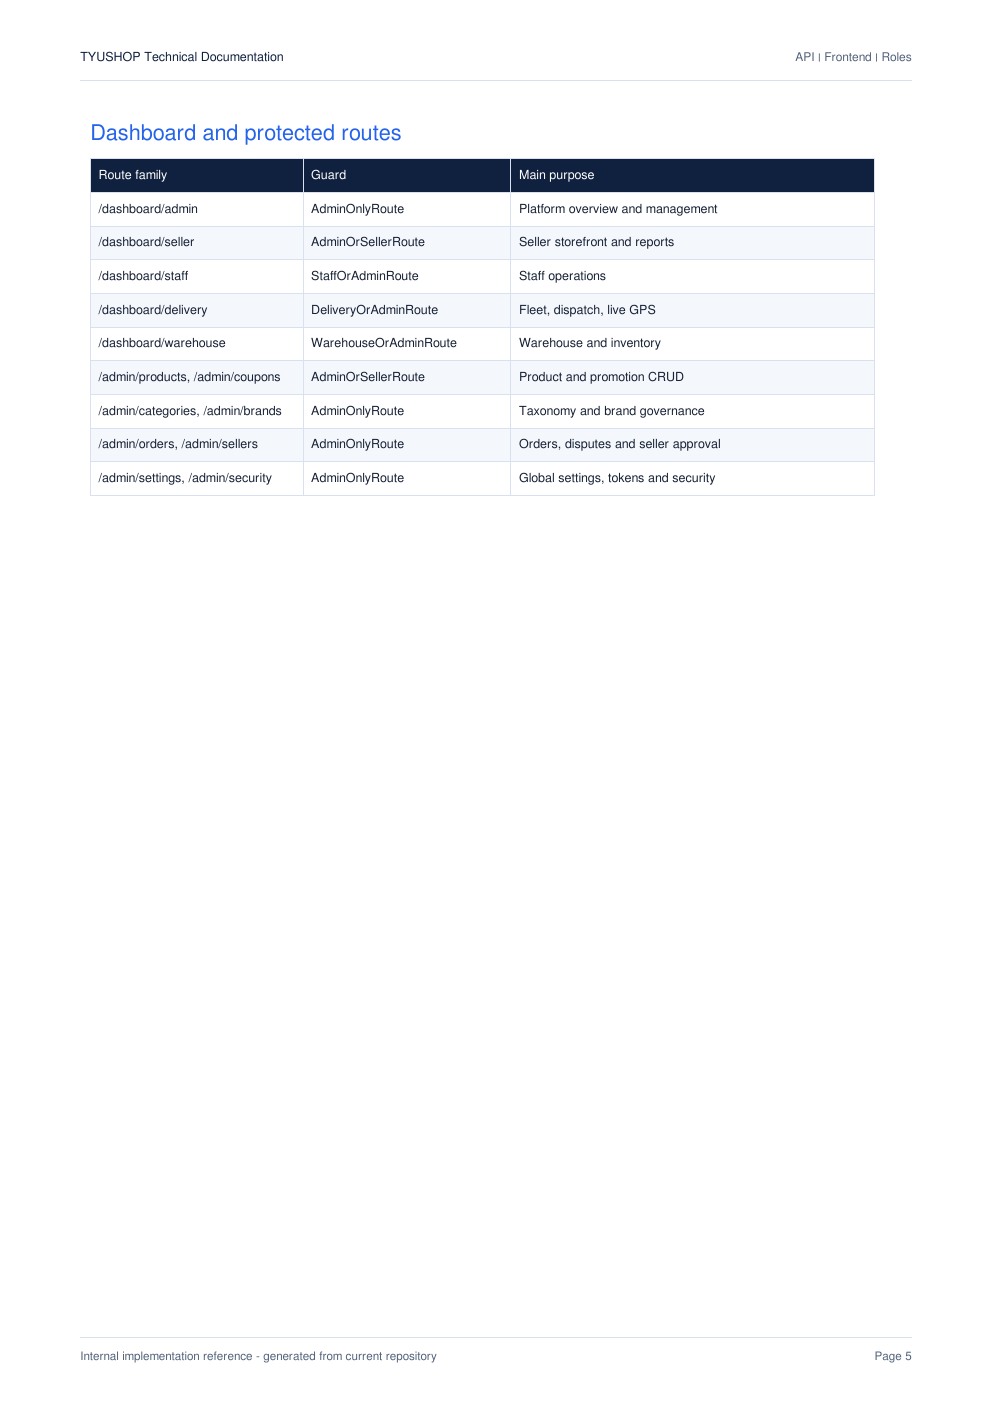 TYUSHOP Technical Documentation API | Frontend | Roles
Dashboard and protected routes
Route family Guard Main purpose
/dashboard/admin AdminOnlyRoute Platform overview and management
/dashboard/seller AdminOrSellerRoute Seller storefront and reports
/dashboard/staff StaffOrAdminRoute Staff operations
/dashboard/delivery DeliveryOrAdminRoute Fleet, dispatch, live GPS
/dashboard/warehouse WarehouseOrAdminRoute Warehouse and inventory
/admin/products, /admin/coupons AdminOrSellerRoute Product and promotion CRUD
/admin/categories, /admin/brands AdminOnlyRoute Taxonomy and brand governance
/admin/orders, /admin/sellers AdminOnlyRoute Orders, disputes and seller approval
/admin/settings, /admin/security AdminOnlyRoute Global settings, tokens and security
Internal implementation reference - generated from current repository Page 5